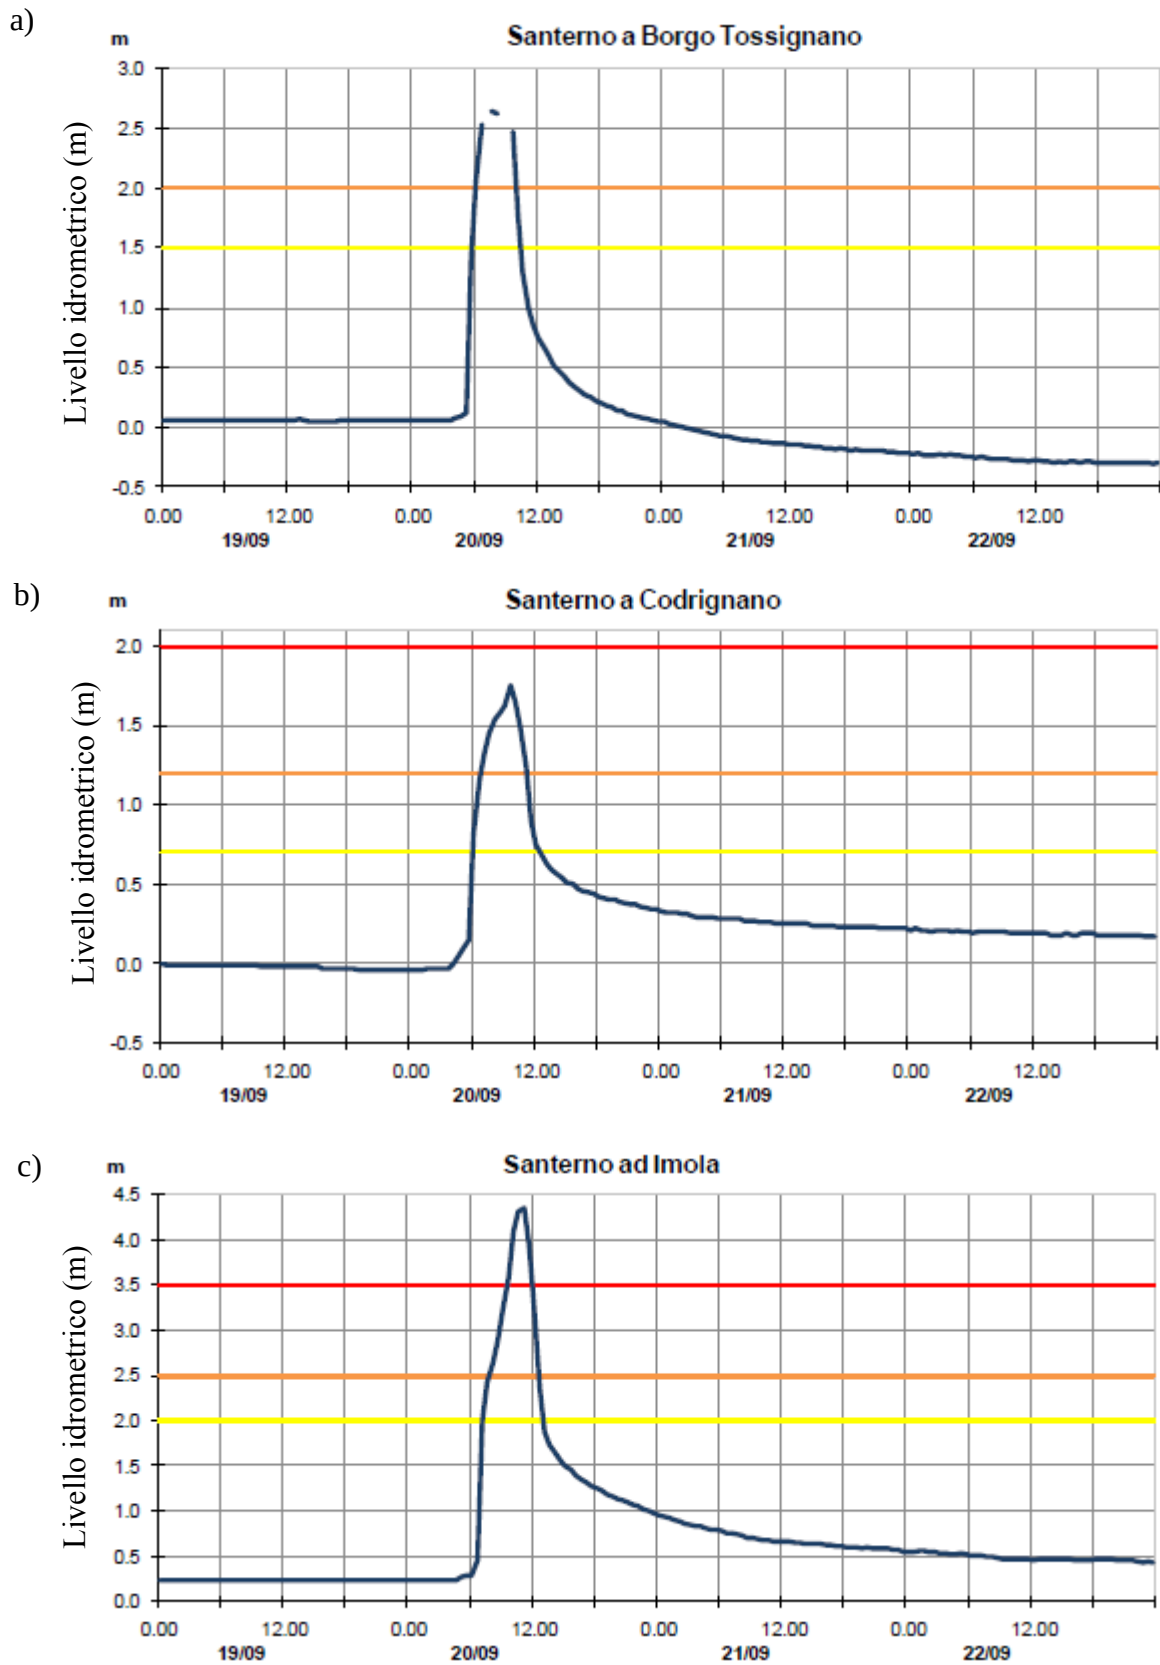 a)
m
Santerno a Borgo Tossignano
Livello idrometrico (m)
3.0
2.5
2.0
1.5
1.0
0.5
0.0
-0.5
0.00 12.00 0.00 12.00 0.00 12.00 0.00 12.00
19/09 20/09 21/09 22/09
b)
m
Santerno a Codrignano
Livello idrometrico (m)
2.0
1.5
1.0
0.5
0.0
-0.5
0.00 12.00 0.00 12.00 0.00 12.00 0.00 12.00
19/09 20/09 21/09 22/09
c)
m
Santerno ad Imola
Livello idrometrico (m)
4.5
4.0
3.5
3.0
2.5
2.0
1.5
1.0
0.5
0.0
0.00 12.00 0.00 12.00 0.00 12.00 0.00 12.00
19/09 20/09 21/09 22/09